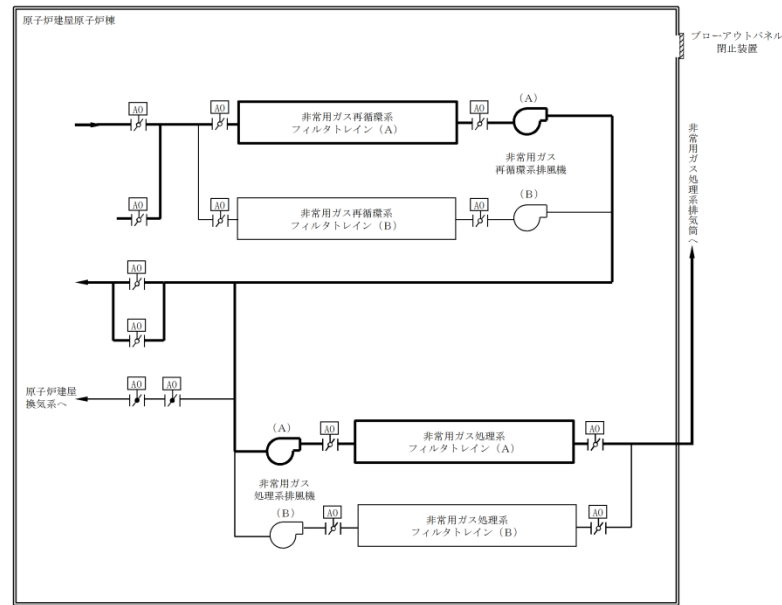 原子炉建屋原子炉棟
ブローアウトパネル
閉止装置
AO
AO
AO
(A)
非常用ガス再循環系
フィルタトレイン(A)
非常用ガス
再循環系排風機
(B)
AO
AO
AO
非常用ガス再循環系
フィルタトレイン(B)
非常用ガス処理系排気筒へ
AO
AO
AO
AO
原子炉建屋
換気系へ
(A)
AO
非常用ガス処理系
フィルタトレイン(A)
AO
非常用ガス
処理系排風機
(B)
AO
非常用ガス処理系
フィルタトレイン(B)
AO